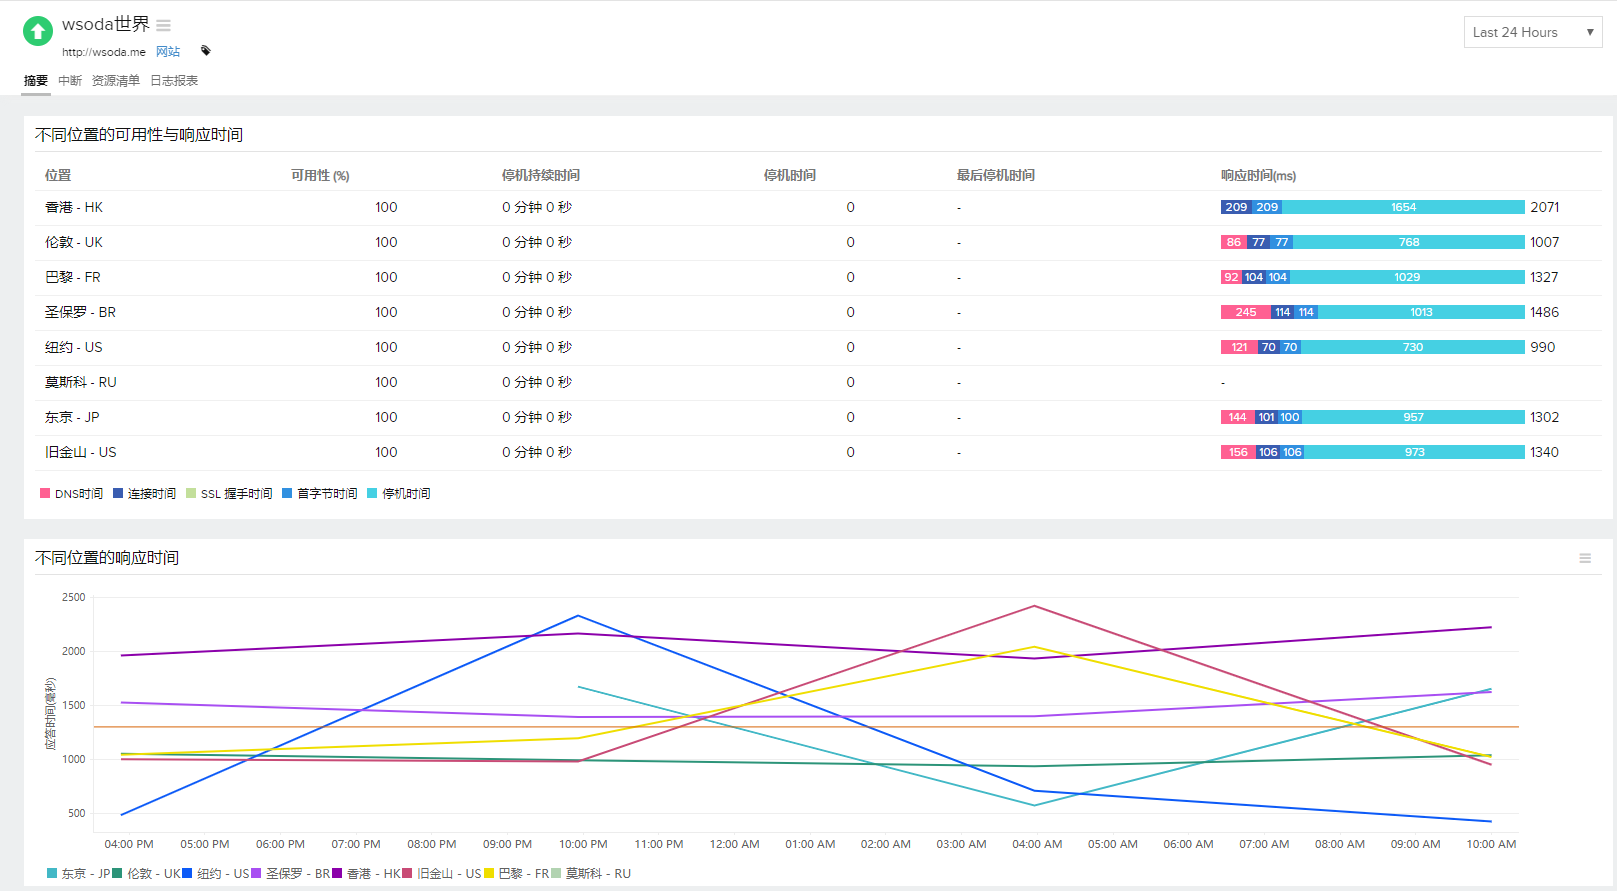 wsoda世界
http://wsoda.me 网站
Last 24 Hours
摘要 中断 资源清单 日志报表
不同位置的可用性与响应时间
位置 可用性 (%) 停机持续时间 停机时间 最后停机时间 响应时间(ms)
香港 - HK 100 0 分钟 0 秒 0 - 209 209 1654 2071
伦敦 - UK 100 0 分钟 0 秒 0 - 86 77 77 768 1007
巴黎 - FR 100 0 分钟 0 秒 0 - 92 104 104 1029 1327
圣保罗 - BR 100 0 分钟 0 秒 0 - 245 114 114 1013 1486
纽约 - US 100 0 分钟 0 秒 0 - 121 70 70 730 990
莫斯科 - RU 100 0 分钟 0 秒 0 - -
东京 - JP 100 0 分钟 0 秒 0 - 144 101 100 957 1302
旧金山 - US 100 0 分钟 0 秒 0 - 156 106 106 973 1340
DNS时间 连接时间 SSL 握手时间 首字节时间 停机时间
不同位置的响应时间
应答时间(毫秒)
2500
2000
1500
1000
500
04:00 PM 05:00 PM 06:00 PM 07:00 PM 08:00 PM 09:00 PM 10:00 PM 11:00 PM 12:00 AM 01:00 AM 02:00 AM 03:00 AM 04:00 AM 05:00 AM 06:00 AM 07:00 AM 08:00 AM 09:00 AM 10:00 AM
东京 - JP 伦敦 - UK 纽约 - US 圣保罗 - BR 香港 - HK 旧金山 - US 巴黎 - FR 莫斯科 - RU